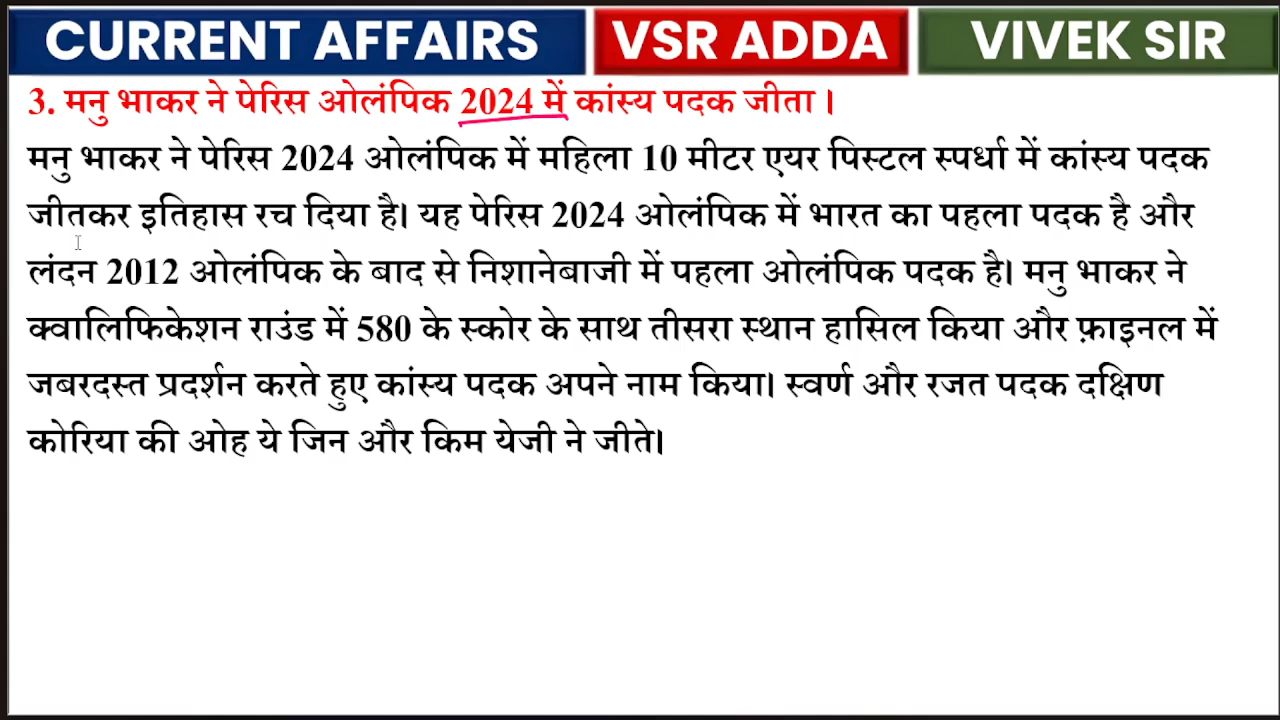 CURRENT AFFAIRS VSR ADDA VIVEK SIR
3. मनु भाकर ने पेरिस ओलंपिक 2024 में कांस्य पदक जीता ।
मनु भाकर ने पेरिस 2024 ओलंपिक में महिला 10 मीटर एयर पिस्टल स्पर्धा में कांस्य पदक
जीतकर इतिहास रच दिया है। यह पेरिस 2024 ओलंपिक में भारत का पहला पदक है और
लंदन 2012 ओलंपिक के बाद से निशानेबाजी में पहला ओलंपिक पदक है। मनु भाकर ने
क्वालिफिकेशन राउंड में 580 के स्कोर के साथ तीसरा स्थान हासिल किया और फ़ाइनल में
जबरदस्त प्रदर्शन करते हुए कांस्य पदक अपने नाम किया। स्वर्ण और रजत पदक दक्षिण
कोरिया की ओह ये जिन और किम येजी ने जीते।